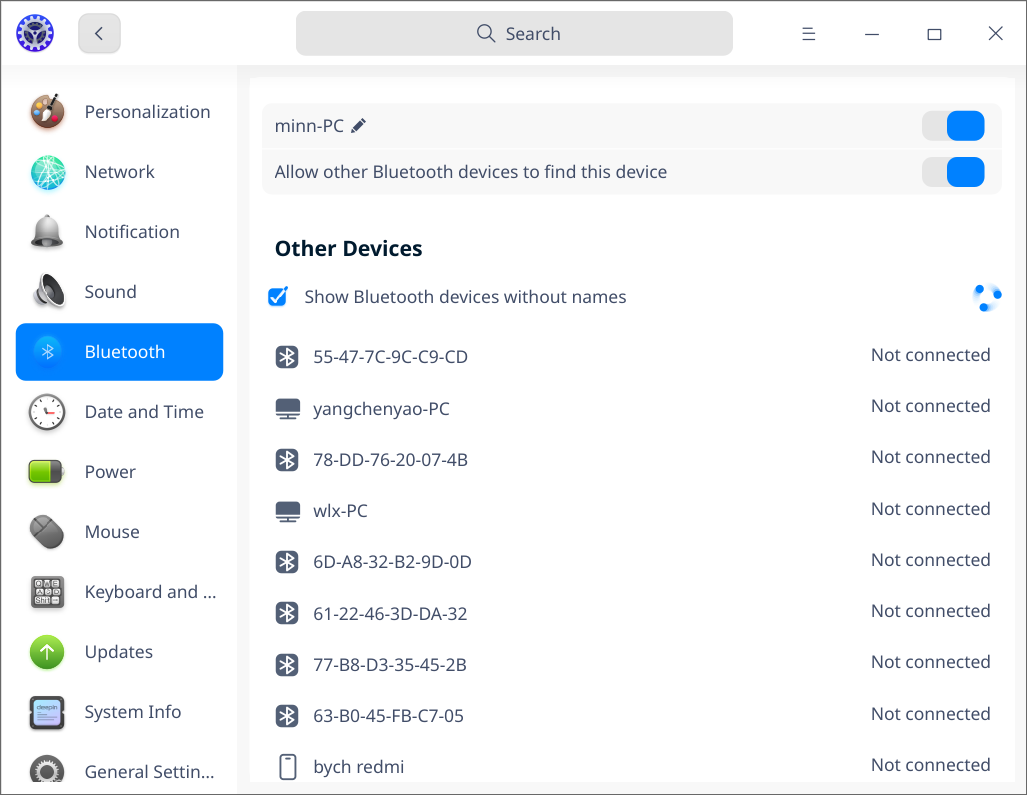 Search
Personalization
Network
Notification
Sound
Bluetooth
Date and Time
Power
Mouse
Keyboard and ...
Updates
System Info
General Settin...
minn-PC
Allow other Bluetooth devices to find this device
Other Devices
Show Bluetooth devices without names
55-47-7C-9C-C9-CD Not connected
yangchenyao-PC Not connected
78-DD-76-20-07-4B Not connected
wlx-PC Not connected
6D-A8-32-B2-9D-0D Not connected
61-22-46-3D-DA-32 Not connected
77-B8-D3-35-45-2B Not connected
63-B0-45-FB-C7-05 Not connected
bych redmi Not connected